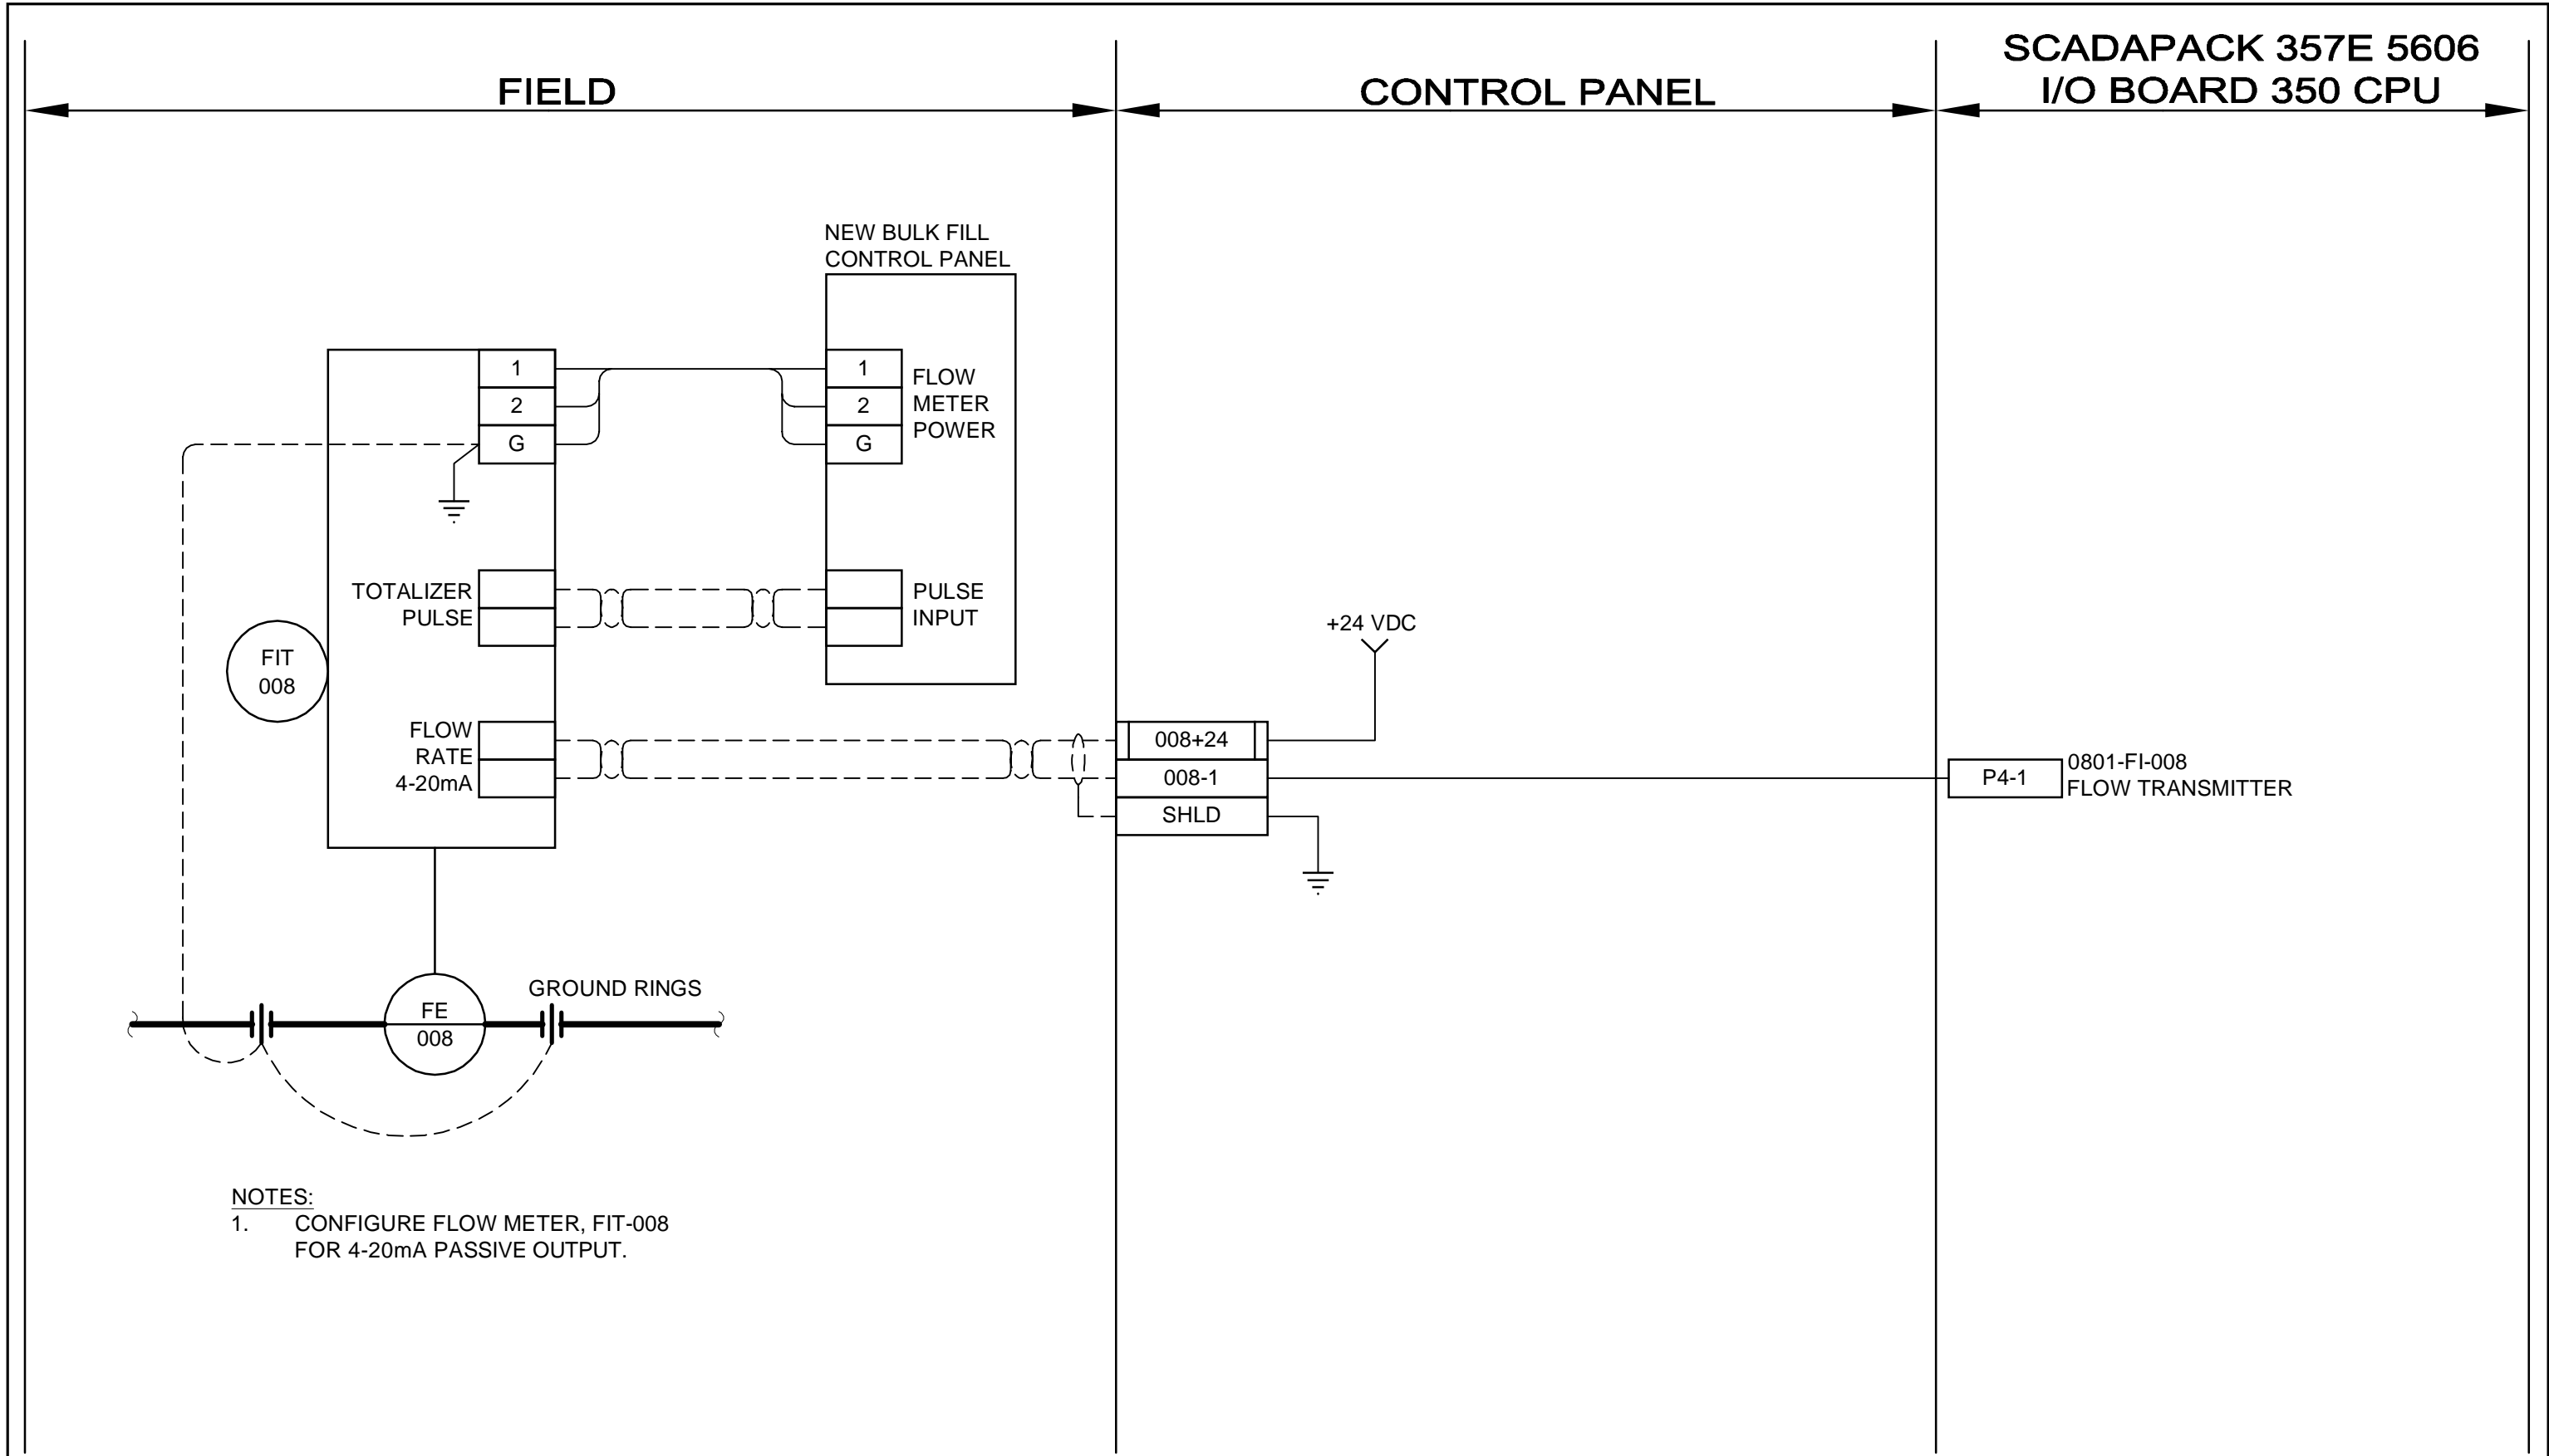 FIELD
CONTROL PANEL
SCADAPACK 357E 5606
I/O BOARD 350 CPU
NEW BULK FILL
CONTROL PANEL
1
2
G
1
2
G
FLOW
METER
POWER
TOTALIZER
PULSE
PULSE
INPUT
FIT
008
FLOW
RATE
4-20mA
+24 VDC
008+24
008-1
SHLD
P4-1
0801-FI-008
FLOW TRANSMITTER
FE
008
GROUND RINGS
NOTES:
1. CONFIGURE FLOW METER, FIT-008
FOR 4-20mA PASSIVE OUTPUT.